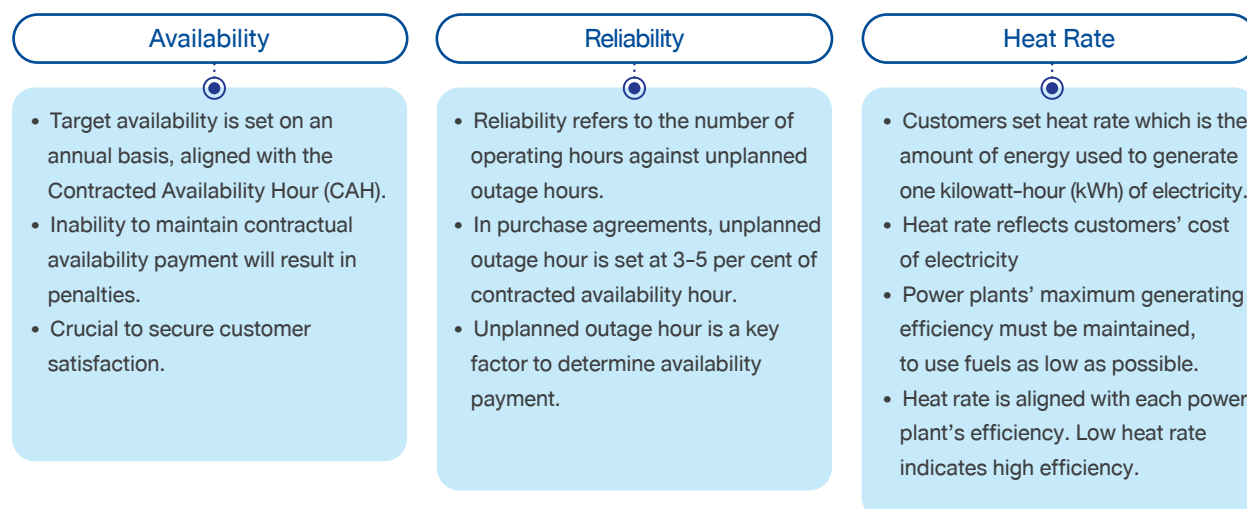 Availability
• Target availability is set on an
annual basis, aligned with the
Contracted Availability Hour (CAH).
• Inability to maintain contractual
availability payment will result in
penalties.
• Crucial to secure customer
satisfaction.
Reliability
• Reliability refers to the number of
operating hours against unplanned
outage hours.
• In purchase agreements, unplanned
outage hour is set at 3-5 per cent of
contracted availability hour.
• Unplanned outage hour is a key
factor to determine availability
payment.
Heat Rate
• Customers set heat rate which is the
amount of energy used to generate
one kilowatt-hour (kWh) of electricity.
• Heat rate reflects customers’ cost
of electricity
• Power plants’ maximum generating
efficiency must be maintained,
to use fuels as low as possible.
• Heat rate is aligned with each power
plant’s efficiency. Low heat rate
indicates high efficiency.